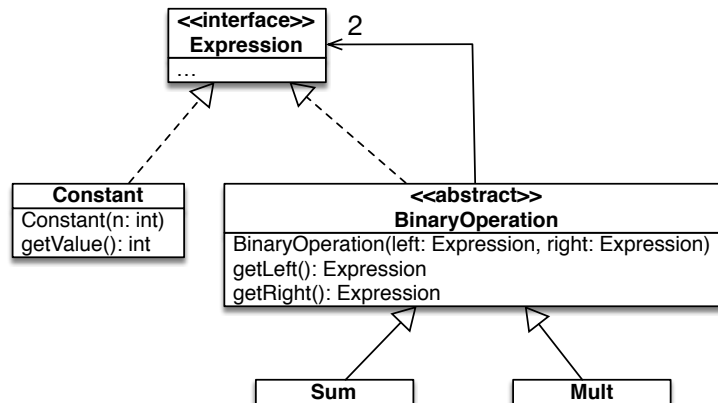 <<interface>>
Expression
...
2
Constant
Constant(n: int)
getValue(): int
<<abstract>>
BinaryOperation
BinaryOperation(left: Expression, right: Expression)
getLeft(): Expression
getRight(): Expression
Sum
Mult